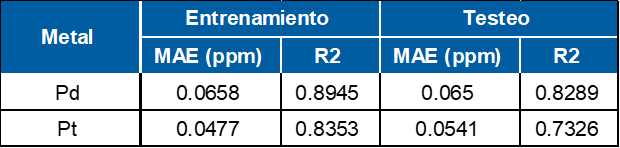 Metal Entrenamiento Testeo
MAE (ppm) R2 MAE (ppm) R2
Pd 0.0658 0.8945 0.065 0.8289
Pt 0.0477 0.8353 0.0541 0.7326